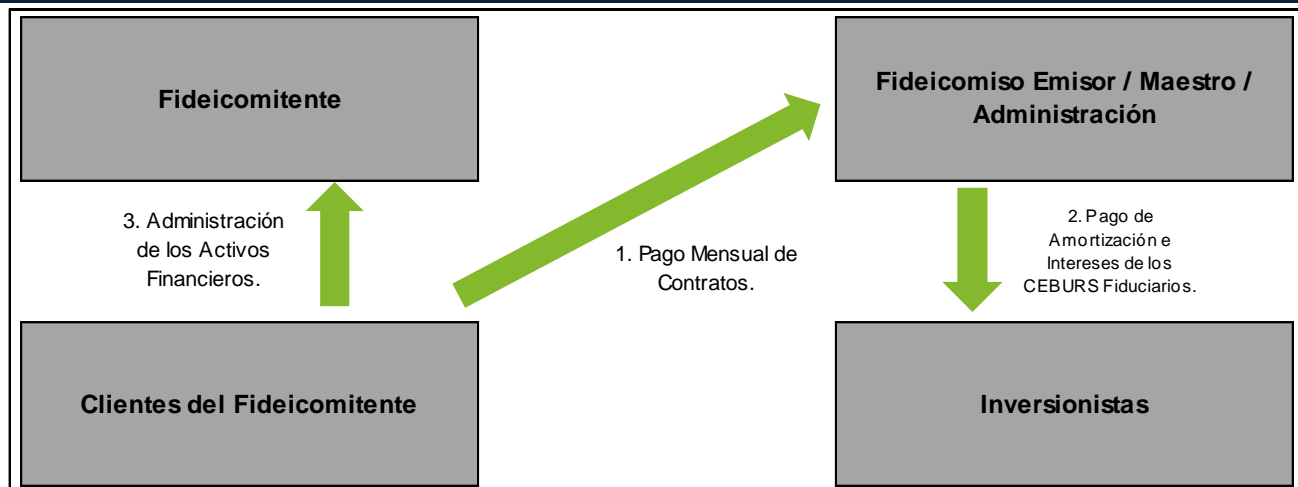 Fideicomitente
Fideicomiso Emisor / Maestro /
Administración
3. Administración
de los Activos
Financieros.
1. Pago Mensual de
Contratos.
2. Pago de
Amortización e
Intereses de los
CEBURS Fiduciarios.
Clientes del Fideicomitente
Inversionistas